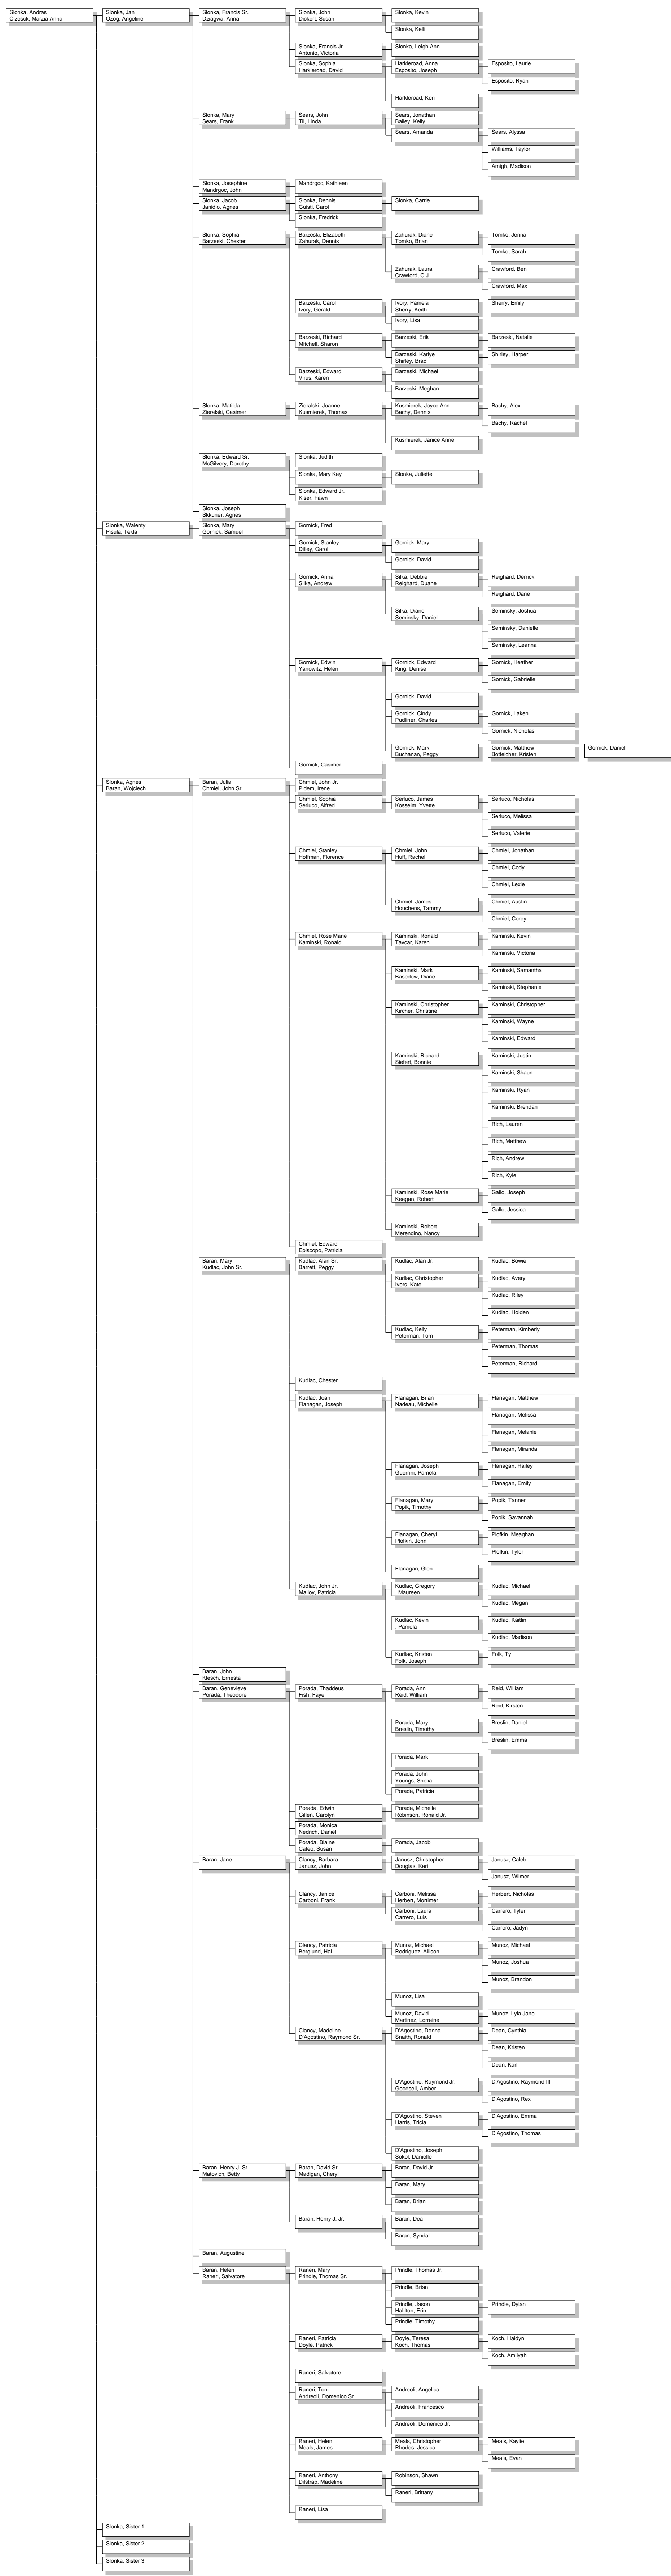 Slonka, Andras
Cizesck, Marzia Anna
Slonka, Jan
Ozog, Angeline
Slonka, Francis Sr.
Dziagwa, Anna
Slonka, John
Dickert, Susan
Slonka, Kevin
Slonka, Kelli
Slonka, Francis Jr.
Antonio, Victoria
Slonka, Leigh Ann
Slonka, Sophia
Harkleroad, David
Harkleroad, Anna
Esposito, Joseph
Esposito, Laurie
Esposito, Ryan
Harkleroad, Keri
Slonka, Mary
Sears, Frank
Sears, John
Til, Linda
Sears, Jonathan
Bailey, Kelly
Sears, Amanda
Sears, Alyssa
Williams, Taylor
Amigh, Madison
Slonka, Josephine
Mandrgoc, John
Mandrgoc, Kathleen
Slonka, Jacob
Janidlo, Agnes
Slonka, Dennis
Guisti, Carol
Slonka, Carrie
Slonka, Fredrick
Slonka, Sophia
Barzeski, Chester
Barzeski, Elizabeth
Zahurak, Dennis
Zahurak, Diane
Tomko, Brian
Tomko, Jenna
Tomko, Sarah
Zahurak, Laura
Crawford, C.J.
Crawford, Ben
Crawford, Max
Barzeski, Carol
Ivory, Gerald
Ivory, Pamela
Sherry, Keith
Sherry, Emily
Ivory, Lisa
Barzeski, Richard
Mitchell, Sharon
Barzeski, Erik
Barzeski, Natalie
Barzeski, Karlye
Shirley, Brad
Shirley, Harper
Barzeski, Edward
Virus, Karen
Barzeski, Michael
Barzeski, Meghan
Slonka, Matilda
Zieralski, Casimer
Zieralski, Joanne
Kusmierek, Thomas
Kusmierek, Joyce Ann
Bachy, Dennis
Bachy, Alex
Bachy, Rachel
Kusmierek, Janice Anne
Slonka, Edward Sr.
McGilvery, Dorothy
Slonka, Judith
Slonka, Mary Kay
Slonka, Juliette
Slonka, Edward Jr.
Kiser, Fawn
Slonka, Joseph
Skkuner, Agnes
Slonka, Walenty
Pisula, Tekla
Slonka, Mary
Gornick, Samuel
Gornick, Fred
Gornick, Stanley
Dilley, Carol
Gornick, Mary
Gornick, David
Gornick, Anna
Silka, Andrew
Silka, Debbie
Reighard, Duane
Reighard, Derrick
Reighard, Dane
Silka, Diane
Seminsky, Daniel
Seminsky, Joshua
Seminsky, Danielle
Seminsky, Leanna
Gornick, Edwin
Yanowitz, Helen
Gornick, Edward
King, Denise
Gornick, Heather
Gornick, Gabrielle
Gornick, David
Gornick, Cindy
Pudliner, Charles
Gornick, Laken
Gornick, Nicholas
Gornick, Mark
Buchanan, Peggy
Gornick, Matthew
Botteicher, Kristen
Gornick, Daniel
Gornick, Casimer
Slonka, Agnes
Baran, Wojciech
Baran, Julia
Chmiel, John Sr.
Chmiel, John Jr.
Pidem, Irene
Chmiel, Sophia
Serluco, Alfred
Serluco, James
Kosseim, Yvette
Serluco, Nicholas
Serluco, Melissa
Serluco, Valerie
Chmiel, Stanley
Hoffman, Florence
Chmiel, John
Huff, Rachel
Chmiel, Jonathan
Chmiel, Cody
Chmiel, Lexie
Chmiel, James
Houchens, Tammy
Chmiel, Austin
Chmiel, Corey
Chmiel, Rose Marie
Kaminski, Ronald
Kaminski, Ronald
Tavcar, Karen
Kaminski, Kevin
Kaminski, Victoria
Kaminski, Mark
Basedow, Diane
Kaminski, Samantha
Kaminski, Stephanie
Kaminski, Christopher
Kircher, Christine
Kaminski, Christopher
Kaminski, Wayne
Kaminski, Edward
Kaminski, Richard
Siefert, Bonnie
Kaminski, Justin
Kaminski, Shaun
Kaminski, Ryan
Kaminski, Brendan
Rich, Lauren
Rich, Matthew
Rich, Andrew
Rich, Kyle
Kaminski, Rose Marie
Keegan, Robert
Gallo, Joseph
Gallo, Jessica
Kaminski, Robert
Merendino, Nancy
Chmiel, Edward
Episcopo, Patricia
Baran, Mary
Kudlac, John Sr.
Kudlac, Alan Sr.
Barrett, Peggy
Kudlac, Alan Jr.
Kudlac, Bowie
Kudlac, Christopher
Ivers, Kate
Kudlac, Avery
Kudlac, Riley
Kudlac, Holden
Kudlac, Kelly
Peterman, Tom
Peterman, Kimberly
Peterman, Thomas
Peterman, Richard
Kudlac, Chester
Kudlac, Joan
Flanagan, Joseph
Flanagan, Brian
Nadeau, Michelle
Flanagan, Matthew
Flanagan, Melissa
Flanagan, Melanie
Flanagan, Miranda
Flanagan, Joseph
Guerrini, Pamela
Flanagan, Hailey
Flanagan, Emily
Flanagan, Mary
Popik, Timothy
Popik, Tanner
Popik, Savannah
Flanagan, Cheryl
Plofkin, John
Plofkin, Meaghan
Plofkin, Tyler
Flanagan, Glen
Kudlac, John Jr.
Malloy, Patricia
Kudlac, Gregory
, Maureen
Kudlac, Michael
Kudlac, Megan
Kudlac, Kevin
, Pamela
Kudlac, Kaitlin
Kudlac, Madison
Kudlac, Kristen
Folk, Joseph
Folk, Ty
Baran, John
Klesch, Ernesta
Baran, Genevieve
Porada, Theodore
Porada, Thaddeus
Fish, Faye
Porada, Ann
Reid, William
Reid, William
Reid, Kirsten
Porada, Mary
Breslin, Timothy
Breslin, Daniel
Breslin, Emma
Porada, Mark
Porada, John
Youngs, Shelia
Porada, Patricia
Porada, Edwin
Gillen, Carolyn
Porada, Michelle
Robinson, Ronald Jr.
Porada, Monica
Nedrich, Daniel
Porada, Blaine
Cafeo, Susan
Porada, Jacob
Baran, Jane
Clancy, Barbara
Janusz, John
Janusz, Christopher
Douglas, Kari
Janusz, Caleb
Janusz, Wilmer
Clancy, Janice
Carboni, Frank
Carboni, Melissa
Herbert, Mortimer
Herbert, Nicholas
Carboni, Laura
Carrero, Luis
Carrero, Tyler
Carrero, Jadyn
Clancy, Patricia
Berglund, Hal
Munoz, Michael
Rodriguez, Allison
Munoz, Michael
Munoz, Joshua
Munoz, Brandon
Munoz, Lisa
Munoz, David
Martinez, Lorraine
Munoz, Lyla Jane
Clancy, Madeline
D'Agostino, Raymond Sr.
D'Agostino, Donna
Snaith, Ronald
Dean, Cynthia
Dean, Kristen
Dean, Karl
D'Agostino, Raymond Jr.
Goodsell, Amber
D'Agostino, Raymond III
D'Agostino, Rex
D'Agostino, Steven
Harris, Tricia
D'Agostino, Emma
D'Agostino, Thomas
D'Agostino, Joseph
Sokol, Danielle
Baran, Henry J. Sr.
Matovich, Betty
Baran, David Sr.
Madigan, Cheryl
Baran, David Jr.
Baran, Mary
Baran, Brian
Baran, Henry J. Jr.
Baran, Dea
Baran, Syndal
Baran, Augustine
Baran, Helen
Raneri, Salvatore
Raneri, Mary
Prindle, Thomas Sr.
Prindle, Thomas Jr.
Prindle, Brian
Prindle, Jason
Haliiton, Erin
Prindle, Dylan
Prindle, Timothy
Raneri, Patricia
Doyle, Patrick
Doyle, Teresa
Koch, Thomas
Koch, Haidyn
Koch, Amilyah
Raneri, Salvatore
Raneri, Toni
Andreoli, Domenico Sr.
Andreoli, Angelica
Andreoli, Francesco
Andreoli, Domenico Jr.
Raneri, Helen
Meals, James
Meals, Christopher
Rhodes, Jessica
Meals, Kaylie
Meals, Evan
Raneri, Anthony
Dilstrap, Madeline
Robinson, Shawn
Raneri, Brittany
Raneri, Lisa
Slonka, Sister 1
Slonka, Sister 2
Slonka, Sister 3